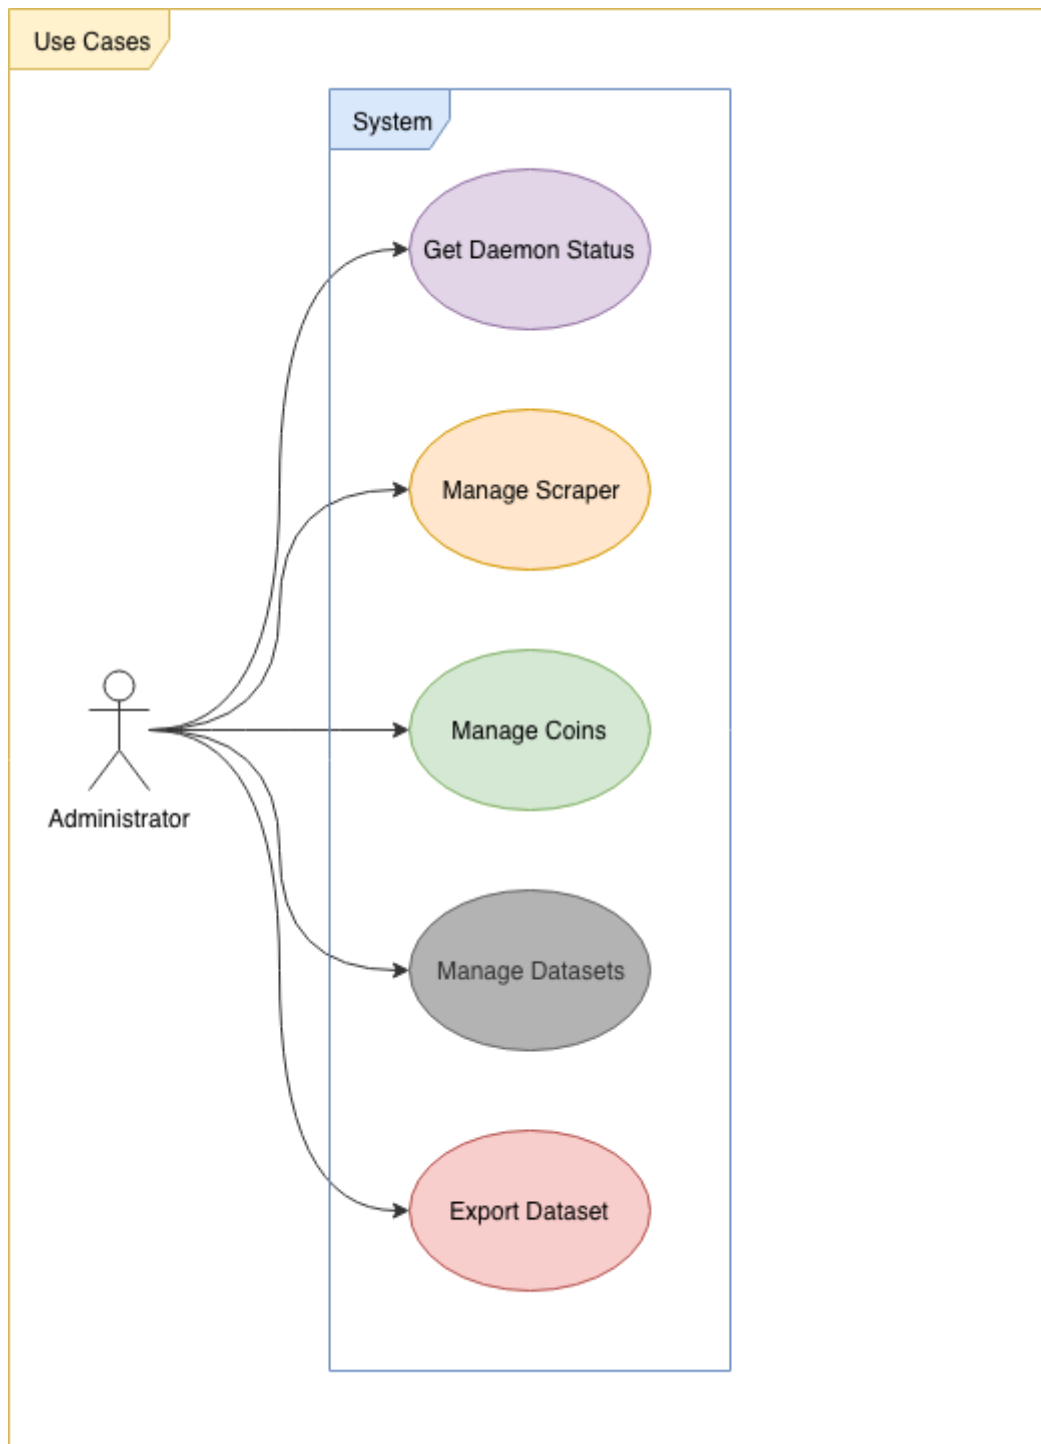 Use Cases
System
Get Daemon Status
Manage Scraper
Manage Coins
Administrator
Manage Datasets
Export Dataset